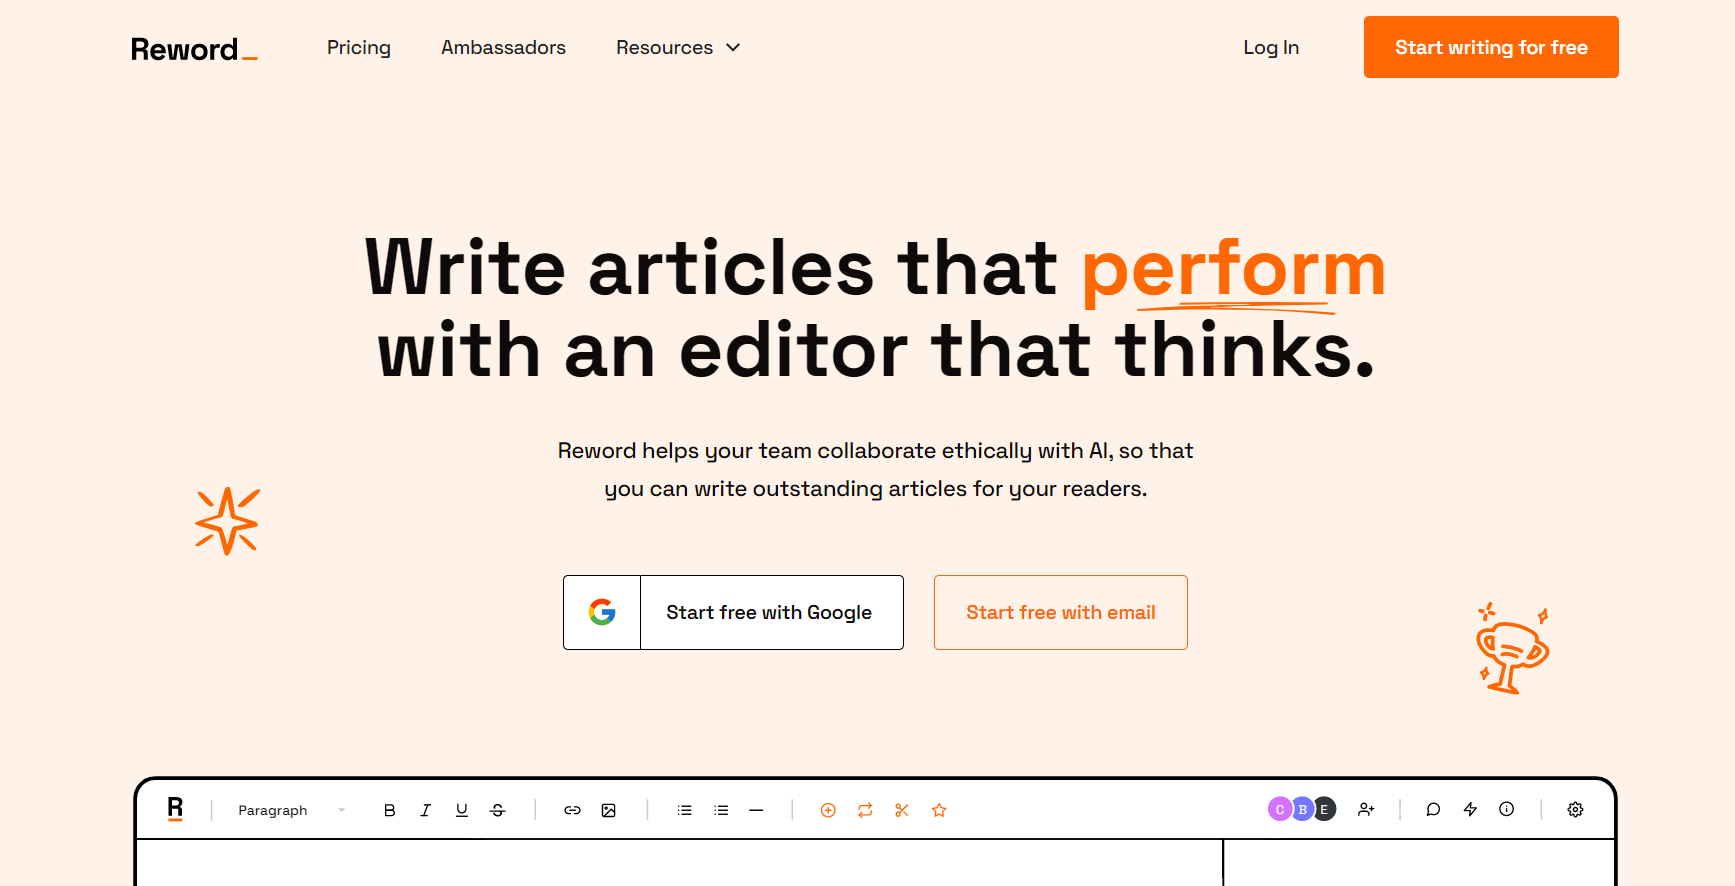 Reword_
Pricing
Ambassadors
Resources
Log In
Start writing for free
Write articles that perform
with an editor that thinks.
Reword helps your team collaborate ethically with AI, so that
you can write outstanding articles for your readers.
Start free with Google
Start free with email
R
Paragraph
B
I
U
S
C
B
E